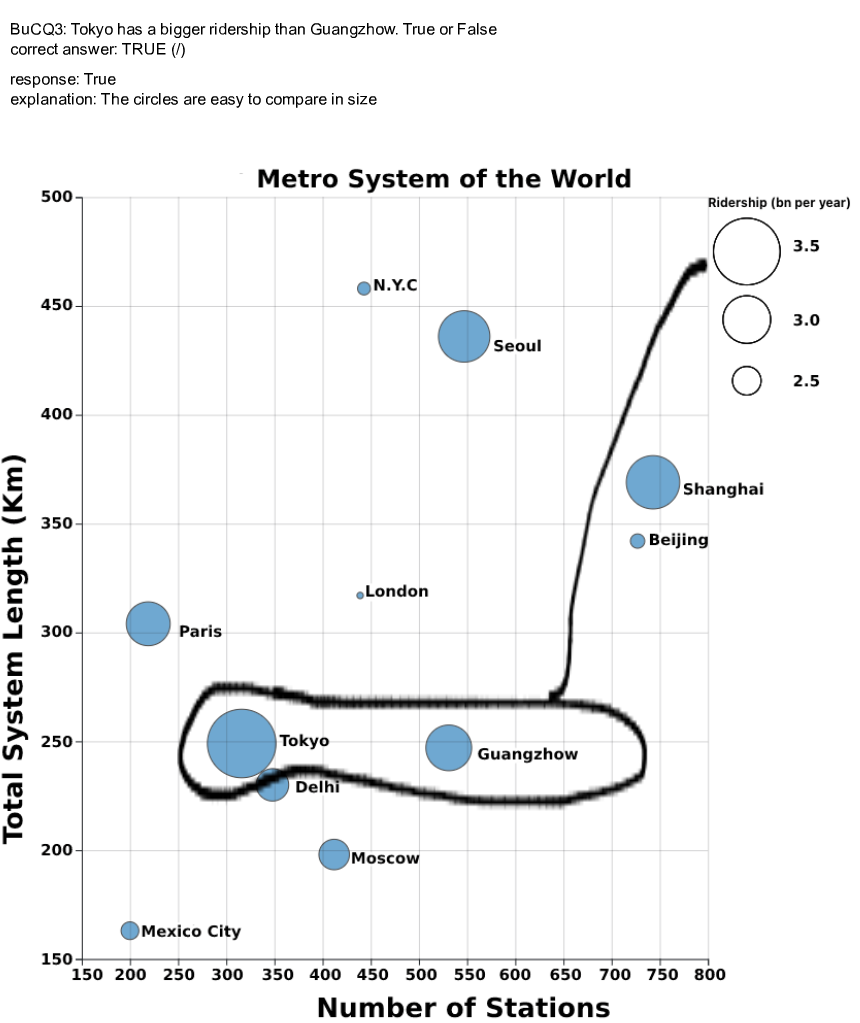 BuCQ3: Tokyo has a bigger ridership than Guangzhow. True or False
correct answer: TRUE (/)
response: True
explanation: The circles are easy to compare in size
Metro System of the World
Ridership (bn per year)
3.5
3.0
2.5
500
450
400
350
300
250
200
150
Total System Length (Km)
N.Y.C
Seoul
Shanghai
Beijing
London
Paris
Tokyo
Guangzhow
Delhi
Moscow
Mexico City
150 200 250 300 350 400 450 500 550 600 650 700 750 800
Number of Stations